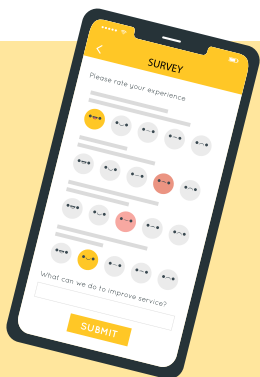 SURVEY
Please rate your experience
What can we do to improve service?
SUBMIT